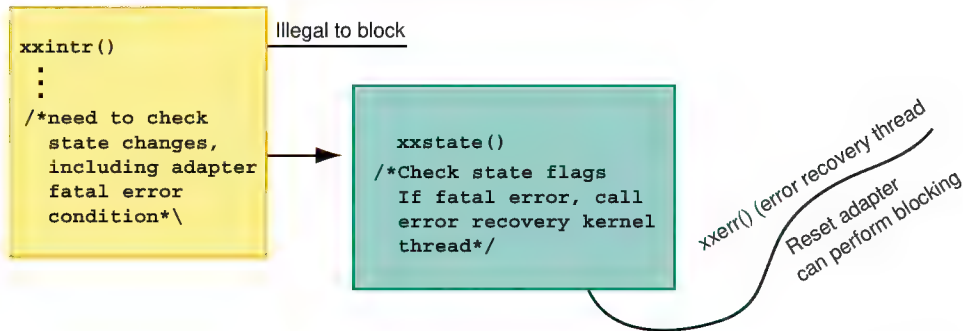 xxintr()
/*need to check
state changes,
including adapter
fatal error
condition*\
Illegal to block
xxstate()
/*Check state flags
If fatal error, call
error recovery kernel
thread*/
xxerr() (error recovery thread
Reset adapter
can perform blocking